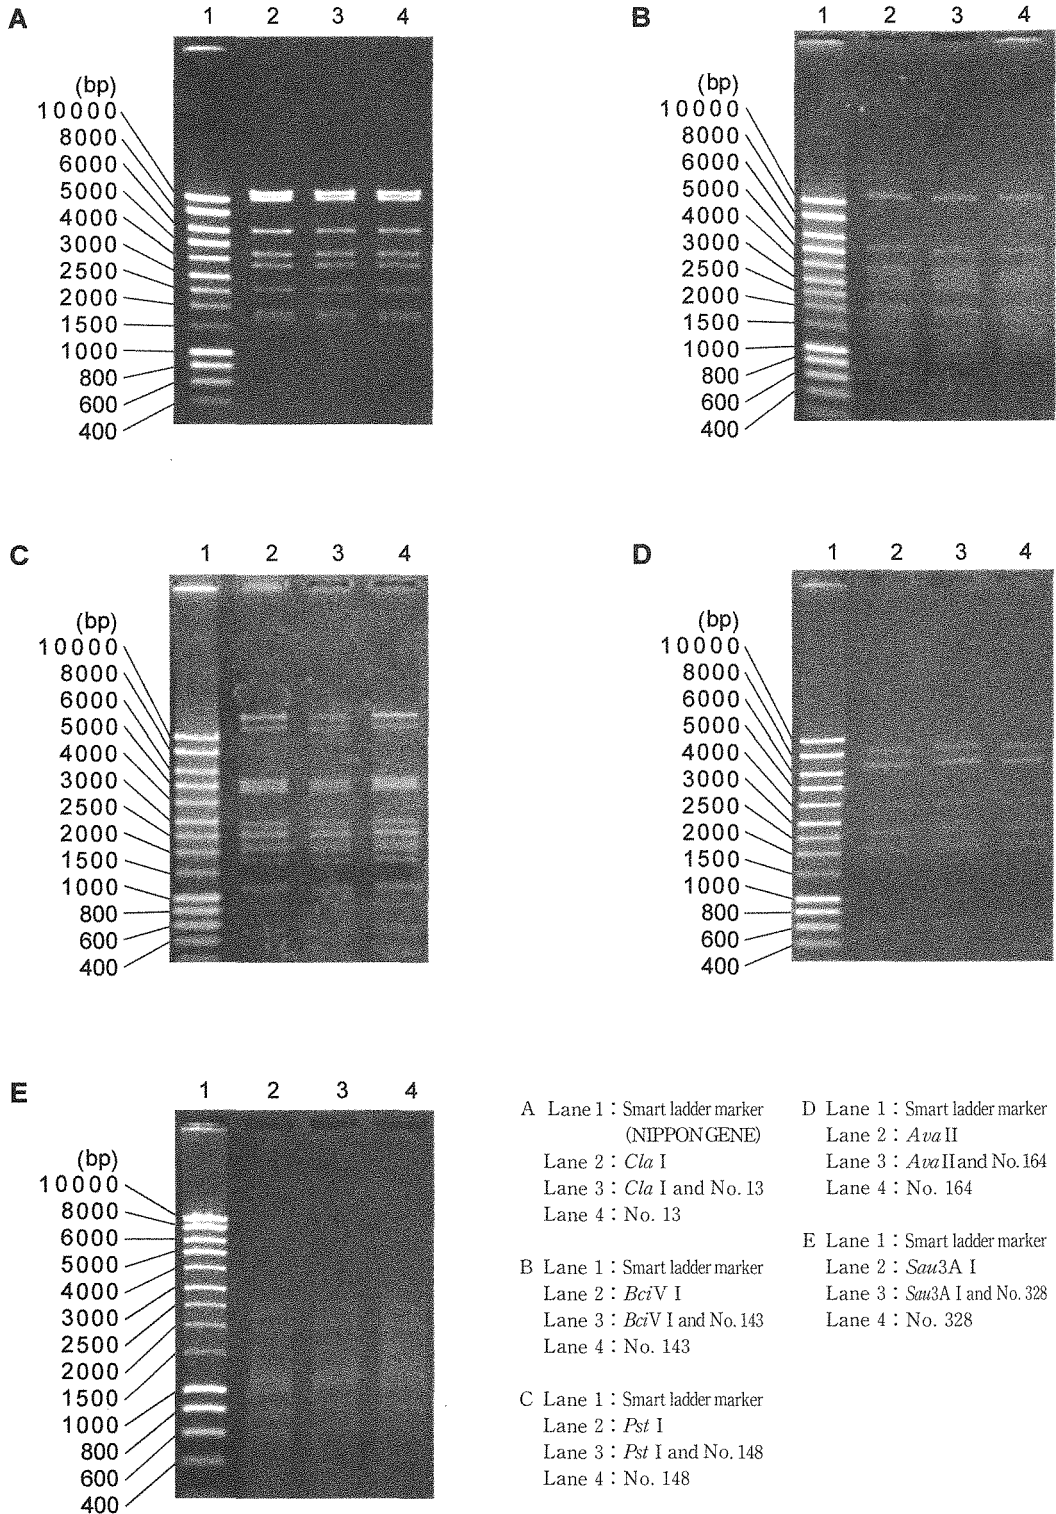 A
1 2 3 4
(bp)
10000
8000
6000
5000
4000
3000
2500
2000
1500
1000
800
600
400
B
1 2 3 4
(bp)
10000
8000
6000
5000
4000
3000
2500
2000
1500
1000
800
600
400
C
1 2 3 4
(bp)
10000
8000
6000
5000
4000
3000
2500
2000
1500
1000
800
600
400
D
1 2 3 4
(bp)
10000
8000
6000
5000
4000
3000
2500
2000
1500
1000
800
600
400
E
1 2 3 4
(bp)
10000
8000
6000
5000
4000
3000
2500
2000
1500
1000
800
600
400
A Lane 1 : Smart ladder marker
(NIPPON GENE)
Lane 2 : Cla I
Lane 3 : Cla I and No. 13
Lane 4 : No. 13
B Lane 1 : Smart ladder marker
Lane 2 : BciV I
Lane 3 : BciV I and No. 143
Lane 4 : No. 143
C Lane 1 : Smart ladder marker
Lane 2 : Pst I
Lane 3 : Pst I and No. 148
Lane 4 : No. 148
D Lane 1 : Smart ladder marker
Lane 2 : Ava II
Lane 3 : Ava II and No. 164
Lane 4 : No. 164
E Lane 1 : Smart ladder marker
Lane 2 : Sau3A I
Lane 3 : Sau3A I and No. 328
Lane 4 : No. 328